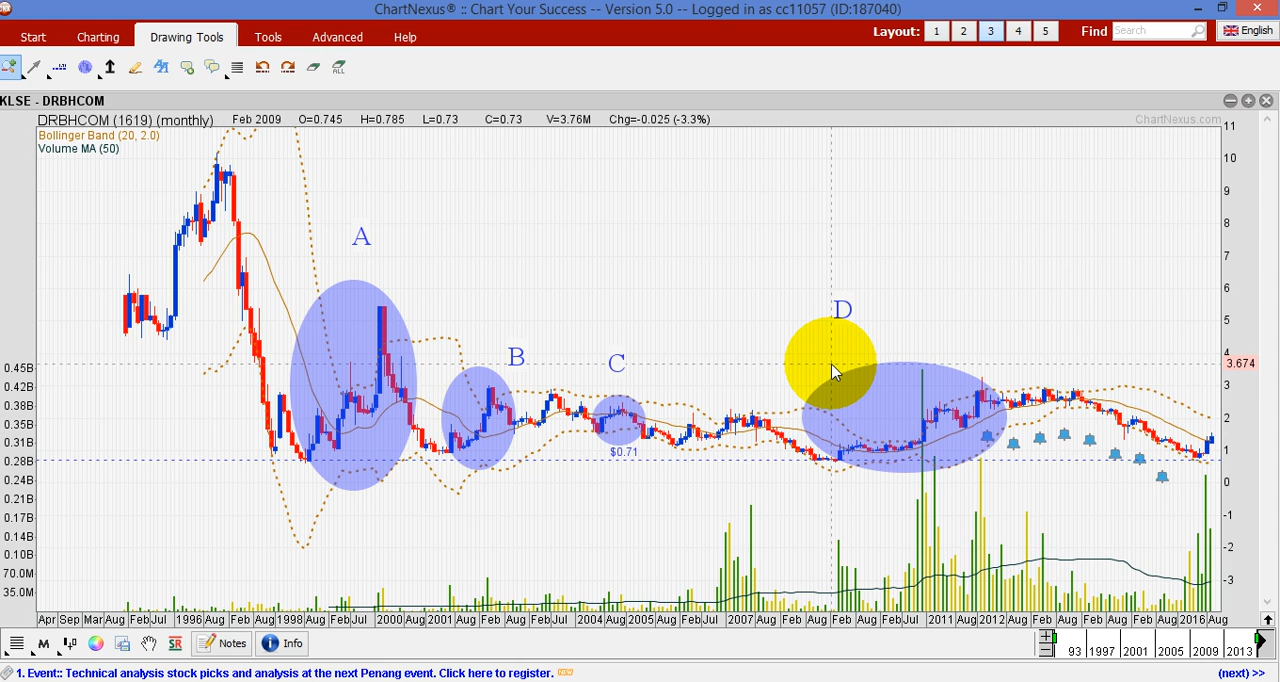 ChartNexus® :: Chart Your Success -- Version 5.0 -- Logged in as cc11057 (ID:187040)
Start Charting Drawing Tools Tools Advanced Help Layout: 1 2 3 4 5 Find Search English
ALL
KLSE - DRBHCOM
DRBHCOM (1619) (monthly) Feb 2009 O=0.745 H=0.785 L=0.73 C=0.73 V=3.76M Chg=-0.025 (-3.3%) ChartNexus.com
Bollinger Band (20, 2.0)
Volume MA (50)
11
10
9
8
7
6
5
4
3.674
3
2
1
0
-1
-2
-3
A
B
C
D
$0.71
0.45B
0.42B
0.38B
0.35B
0.31B
0.28B
0.24B
0.21B
0.17B
0.14B
0.10B
70.0M
35.0M
Apr Sep Mar Aug Feb Jul 1996 Feb Aug 1998 Aug Feb Jul 2000 Aug 2001 Aug Feb Jul 2004 Aug 2005 Aug Feb Jul 2007 Aug Feb Aug Feb Aug Feb Jul 2011 Aug 2012 Aug Feb Aug Feb Aug Feb Aug 2016 Aug
M SR Notes Info 93 1997 2001 2005 2009 2013
1. Event:: Technical analysis stock picks and analysis at the next Penang event. Click here to register. NEW (next) >>